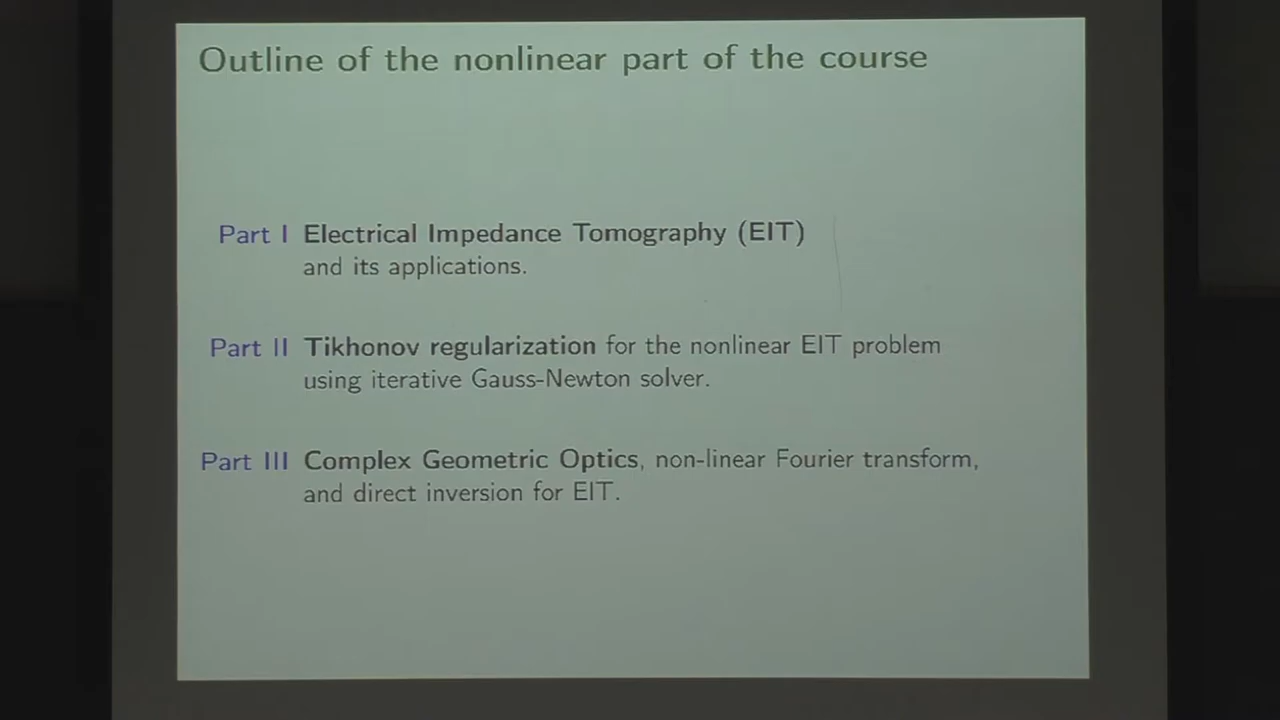 Outline of the nonlinear part of the course
Part I Electrical Impedance Tomography (EIT)
and its applications.
Part II Tikhonov regularization for the nonlinear EIT problem
using iterative Gauss-Newton solver.
Part III Complex Geometric Optics, non-linear Fourier transform,
and direct inversion for EIT.